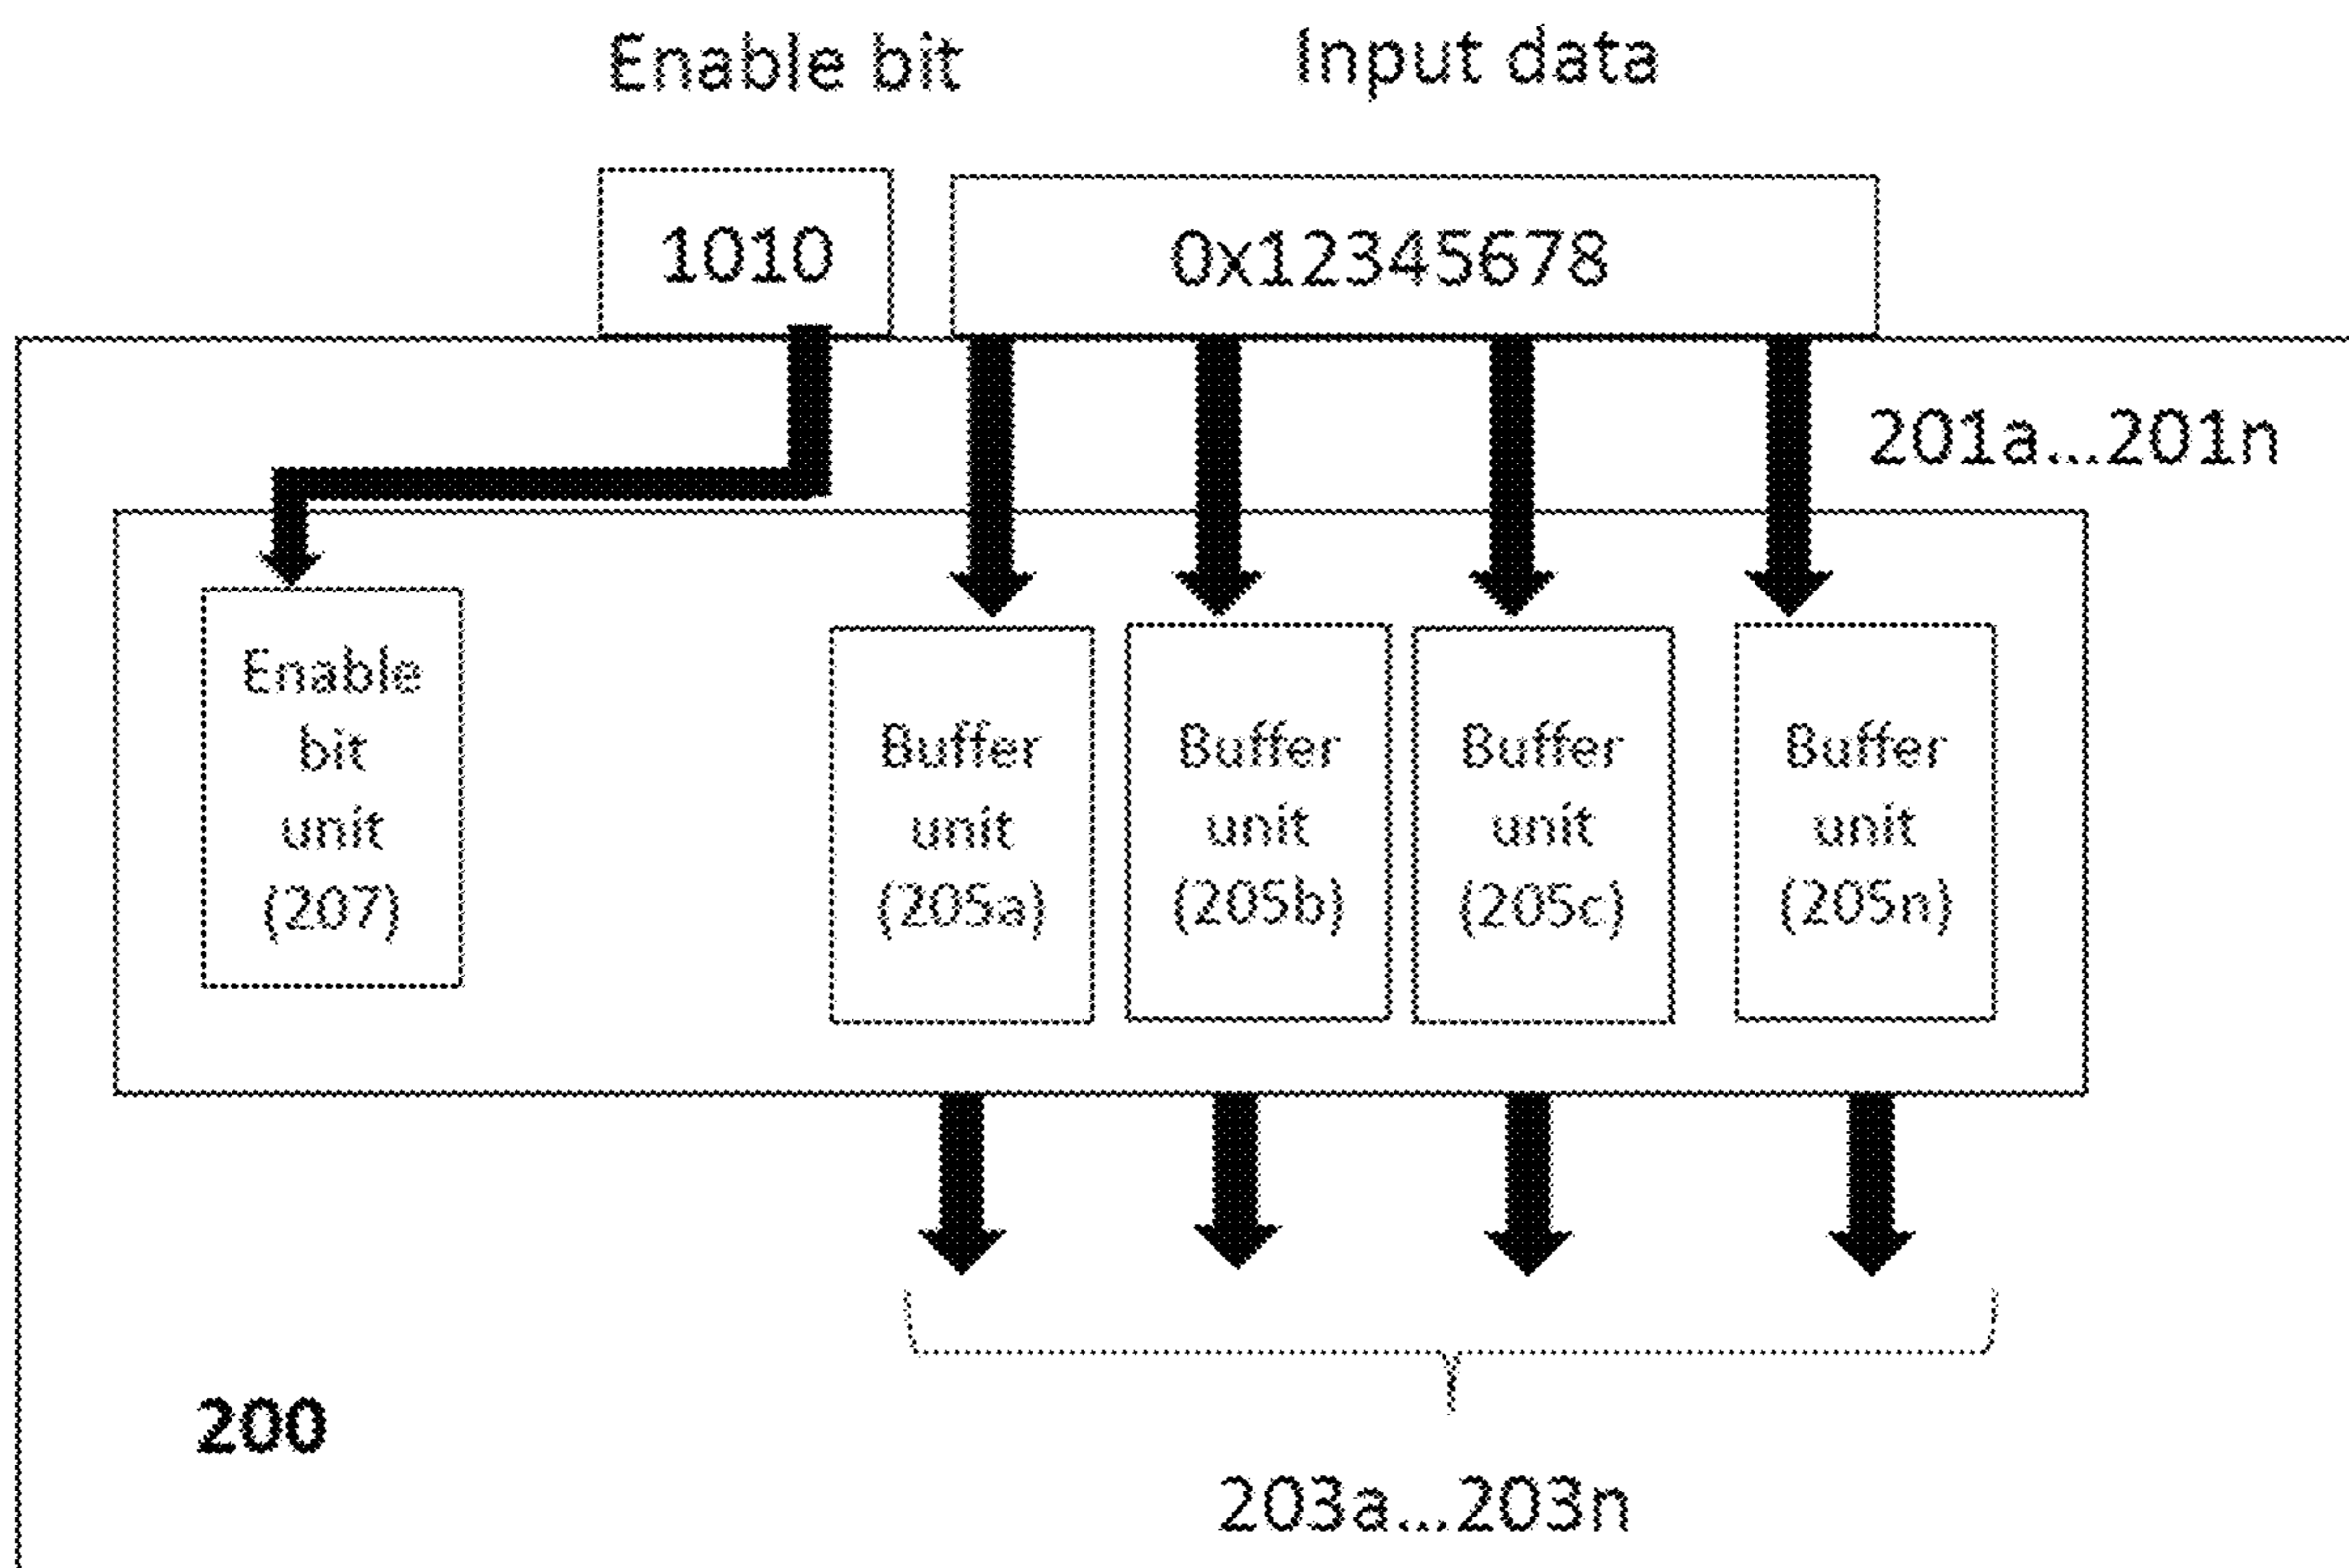 Enable bit
Input data
1010
0x12345678
201a...201n
Enable
bit
unit
(207)
Buffer
unit
(205a)
Buffer
unit
(205b)
Buffer
unit
(205c)
Buffer
unit
(205n)
200
203a...203n